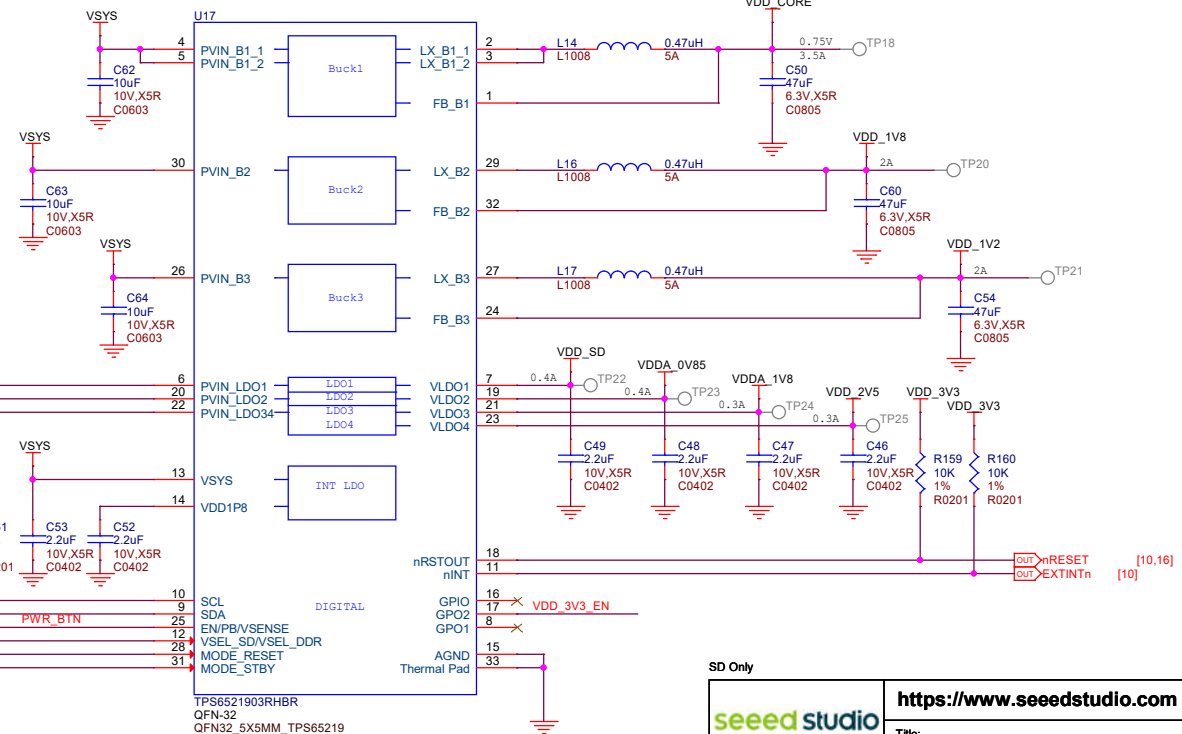 VDD_CORE
VSYS
U17
4 PVIN_B1_1
5 PVIN_B1_2
Buck1
LX_B1_1 2
LX_B1_2 3
FB_B1 1
L14 0.47uH
L1008 5A
0.75V
3.5A
TP18
C62
10uF
10V,X5R
C0603
C50
47uF
6.3V,X5R
C0805
VSYS
30 PVIN_B2
Buck2
LX_B2 29
FB_B2 32
L16 0.47uH
L1008 5A
VDD_1V8
2A
TP20
C63
10uF
10V,X5R
C0603
C60
47uF
6.3V,X5R
C0805
VSYS
26 PVIN_B3
Buck3
LX_B3 27
FB_B3 24
L17 0.47uH
L1008 5A
VDD_1V2
2A
TP21
C64
10uF
10V,X5R
C0603
C54
47uF
6.3V,X5R
C0805
6 PVIN_LDO1
20 PVIN_LDO2
22 PVIN_LDO34
LDO1
LDO2
LDO3
LDO4
VLDO1 7
VLDO2 19
VLDO3 21
VLDO4 23
VDD_SD
0.4A
TP22
VDDA_0V85
0.4A
TP23
VDDA_1V8
0.3A
TP24
VDD_2V5
0.3A
TP25
VDD_3V3
VDD_3V3
C49
2.2uF
10V,X5R
C0402
C48
2.2uF
10V,X5R
C0402
C47
2.2uF
10V,X5R
C0402
C46
2.2uF
10V,X5R
C0402
R159
10K
1%
R0201
R160
10K
1%
R0201
VSYS
13 VSYS
14 VDD1P8
INT LDO
1
01
C53
2.2uF
10V,X5R
C0402
C52
2.2uF
10V,X5R
C0402
nRSTOUT 18
nINT 11
OUT nRESET [10,16]
OUT EXTINTn [10]
10 SCL
9 SDA
PWR_BTN
25 EN/PB/VSENSE
12 VSEL_SD/VSEL_DDR
28 MODE_RESET
31 MODE_STBY
DIGITAL
GPIO 16
GPO2 17
VDD_3V3_EN
GPO1 8
AGND 15
Thermal Pad 33
TPS6521903RHBR
QFN-32
QFN32_5X5MM_TPS65219
SD Only
seeed studio
https://www.seeedstudio.com
Title: